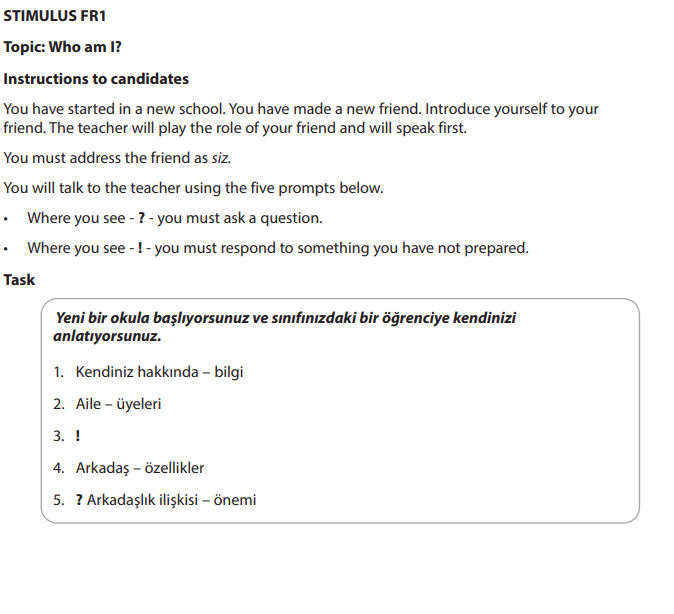 STIMULUS FR1
Topic: Who am I?
Instructions to candidates
You have started in a new school. You have made a new friend. Introduce yourself to your
friend. The teacher will play the role of your friend and will speak first.
You must address the friend as siz.
You will talk to the teacher using the five prompts below.
• Where you see - ? - you must ask a question.
• Where you see - ! - you must respond to something you have not prepared.
Task
Yeni bir okula başlıyorsunuz ve sınıfınızdaki bir öğrenciye kendinizi
anlatıyorsunuz.
1. Kendiniz hakkında – bilgi
2. Aile – üyeleri
3. !
4. Arkadaş – özellikler
5. ? Arkadaşlık ilişkisi – önemi